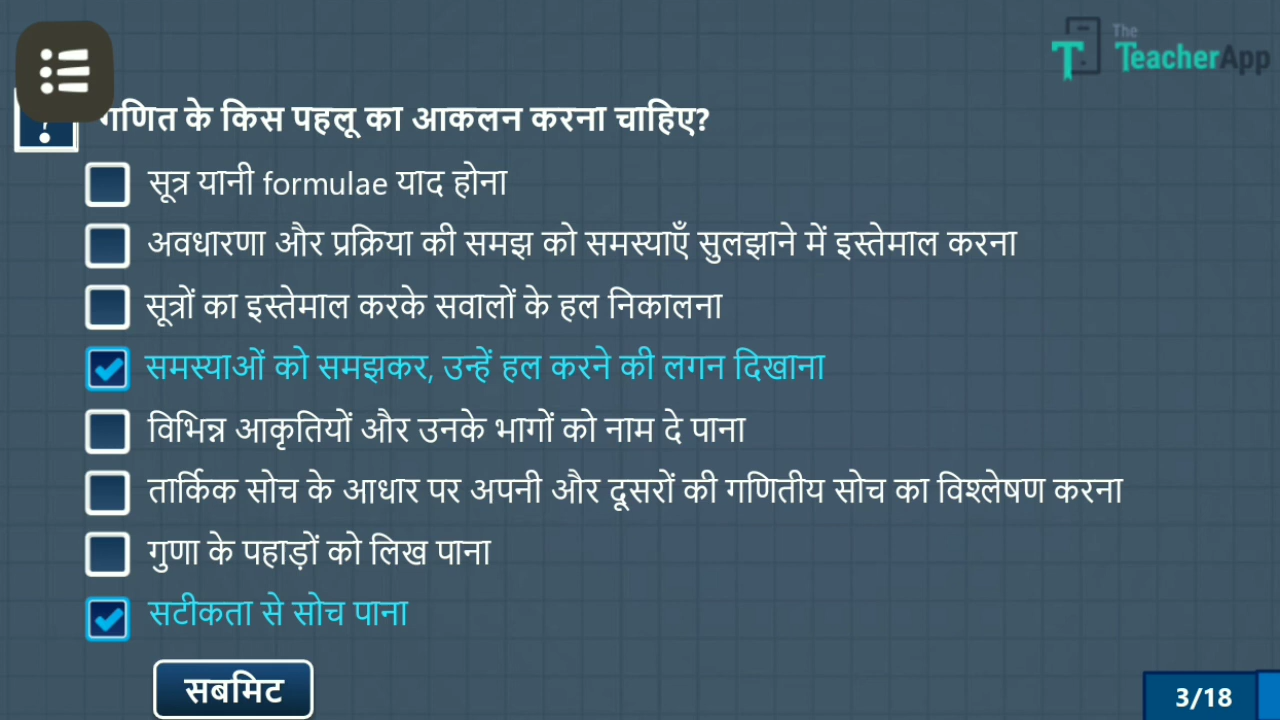 The
TeacherApp
गणित के किस पहलू का आकलन करना चाहिए?
सूत्र यानी formulae याद होना
अवधारणा और प्रक्रिया की समझ को समस्याएँ सुलझाने में इस्तेमाल करना
सूत्रों का इस्तेमाल करके सवालों के हल निकालना
समस्याओं को समझकर, उन्हें हल करने की लगन दिखाना
विभिन्न आकृतियों और उनके भागों को नाम दे पाना
तार्किक सोच के आधार पर अपनी और दूसरों की गणितीय सोच का विश्लेषण करना
गुणा के पहाड़ों को लिख पाना
सटीकता से सोच पाना
सबमिट
3/18